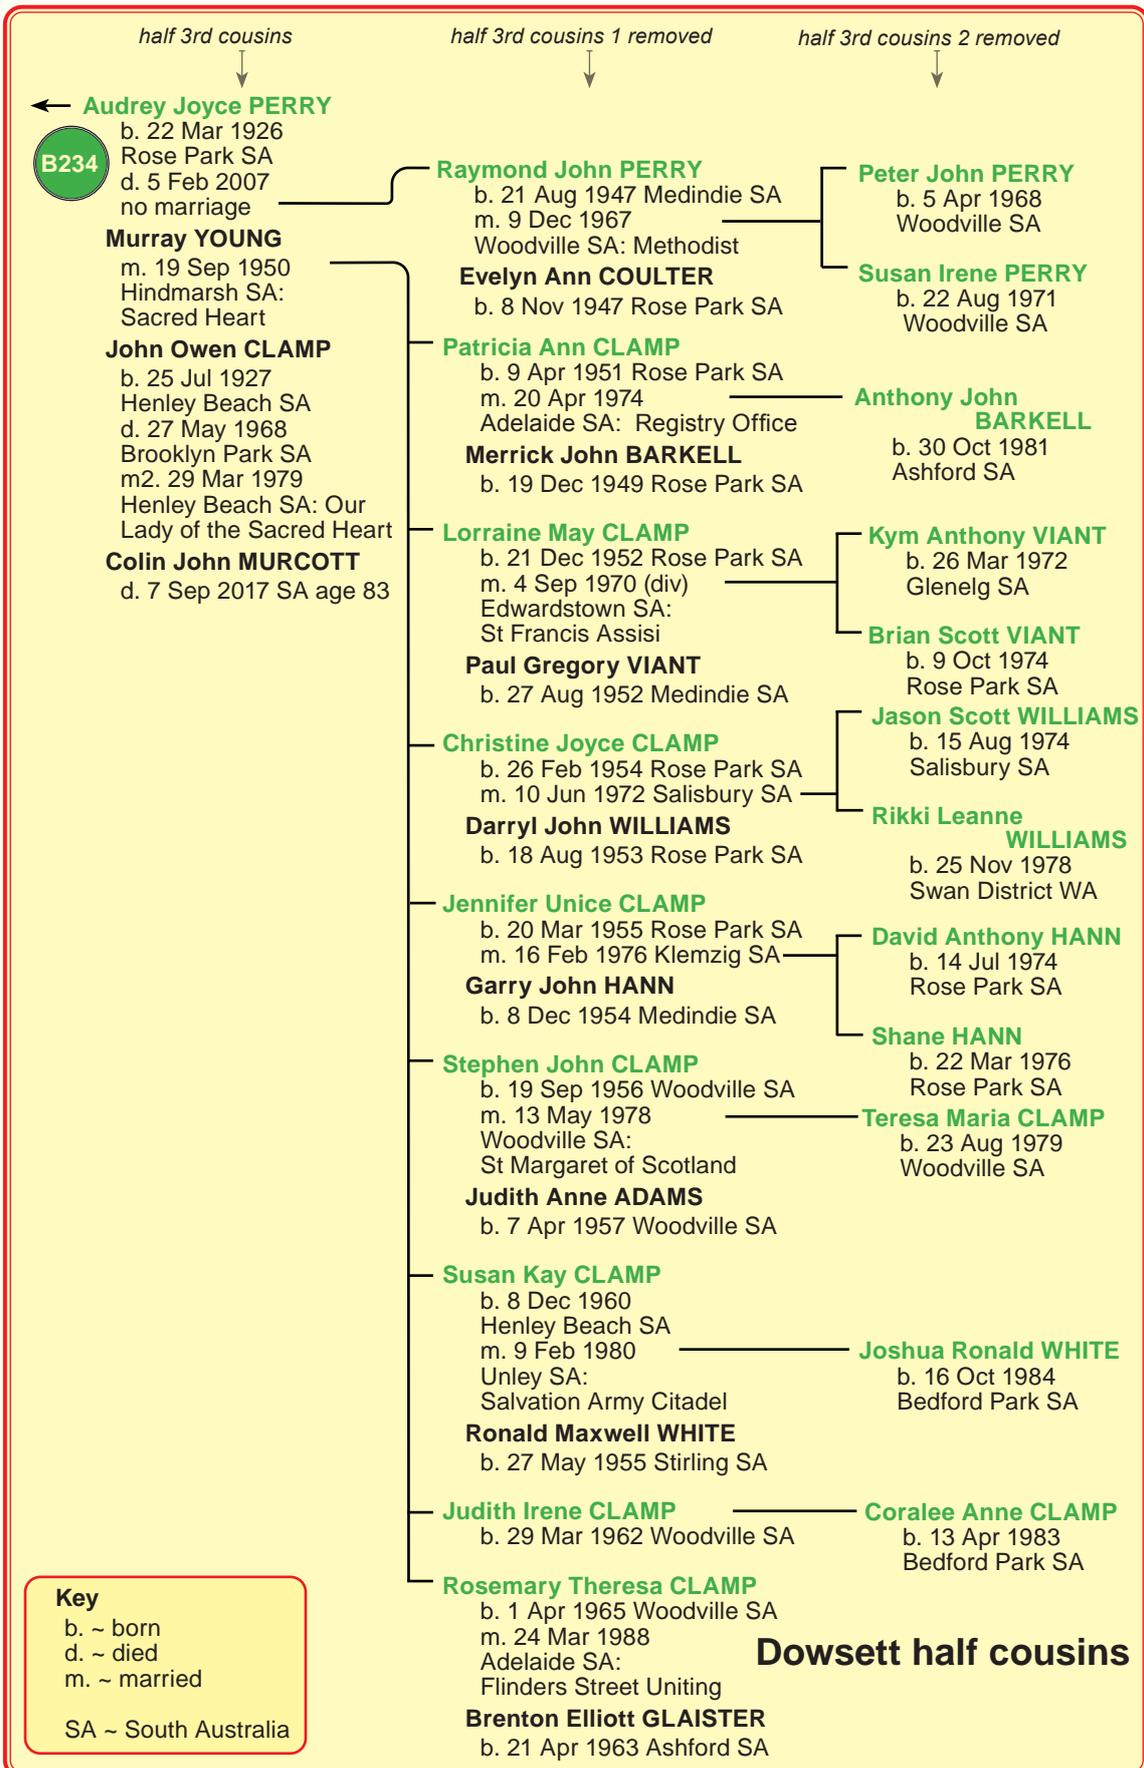 half 3rd cousins
half 3rd cousins 1 removed
half 3rd cousins 2 removed
Audrey Joyce PERRY
B234
b. 22 Mar 1926
Rose Park SA
d. 5 Feb 2007
no marriage
Murray YOUNG
m. 19 Sep 1950
Hindmarsh SA:
Sacred Heart
John Owen CLAMP
b. 25 Jul 1927
Henley Beach SA
d. 27 May 1968
Brooklyn Park SA
m2. 29 Mar 1979
Henley Beach SA: Our
Lady of the Sacred Heart
Colin John MURCOTT
d. 7 Sep 2017 SA age 83
Raymond John PERRY
b. 21 Aug 1947 Medindie SA
m. 9 Dec 1967
Woodville SA: Methodist
Evelyn Ann COULTER
b. 8 Nov 1947 Rose Park SA
Patricia Ann CLAMP
b. 9 Apr 1951 Rose Park SA
m. 20 Apr 1974
Adelaide SA: Registry Office
Merrick John BARKELL
b. 19 Dec 1949 Rose Park SA
Lorraine May CLAMP
b. 21 Dec 1952 Rose Park SA
m. 4 Sep 1970 (div)
Edwardstown SA:
St Francis Assisi
Paul Gregory VIANT
b. 27 Aug 1952 Medindie SA
Christine Joyce CLAMP
b. 26 Feb 1954 Rose Park SA
m. 10 Jun 1972 Salisbury SA
Darryl John WILLIAMS
b. 18 Aug 1953 Rose Park SA
Jennifer Unice CLAMP
b. 20 Mar 1955 Rose Park SA
m. 16 Feb 1976 Klemzig SA
Garry John HANN
b. 8 Dec 1954 Medindie SA
Stephen John CLAMP
b. 19 Sep 1956 Woodville SA
m. 13 May 1978
Woodville SA:
St Margaret of Scotland
Judith Anne ADAMS
b. 7 Apr 1957 Woodville SA
Susan Kay CLAMP
b. 8 Dec 1960
Henley Beach SA
m. 9 Feb 1980
Unley SA:
Salvation Army Citadel
Ronald Maxwell WHITE
b. 27 May 1955 Stirling SA
Judith Irene CLAMP
b. 29 Mar 1962 Woodville SA
Rosemary Theresa CLAMP
b. 1 Apr 1965 Woodville SA
m. 24 Mar 1988
Adelaide SA:
Flinders Street Uniting
Brenton Elliott GLAISTER
b. 21 Apr 1963 Ashford SA
Peter John PERRY
b. 5 Apr 1968
Woodville SA
Susan Irene PERRY
b. 22 Aug 1971
Woodville SA
Anthony John
BARKELL
b. 30 Oct 1981
Ashford SA
Kym Anthony VIANT
b. 26 Mar 1972
Glenelg SA
Brian Scott VIANT
b. 9 Oct 1974
Rose Park SA
Jason Scott WILLIAMS
b. 15 Aug 1974
Salisbury SA
Rikki Leanne
WILLIAMS
b. 25 Nov 1978
Swan District WA
David Anthony HANN
b. 14 Jul 1974
Rose Park SA
Shane HANN
b. 22 Mar 1976
Rose Park SA
Teresa Maria CLAMP
b. 23 Aug 1979
Woodville SA
Joshua Ronald WHITE
b. 16 Oct 1984
Bedford Park SA
Coralee Anne CLAMP
b. 13 Apr 1983
Bedford Park SA
Dowsett half cousins
Key
b. ~ born
d. ~ died
m. ~ married
SA ~ South Australia